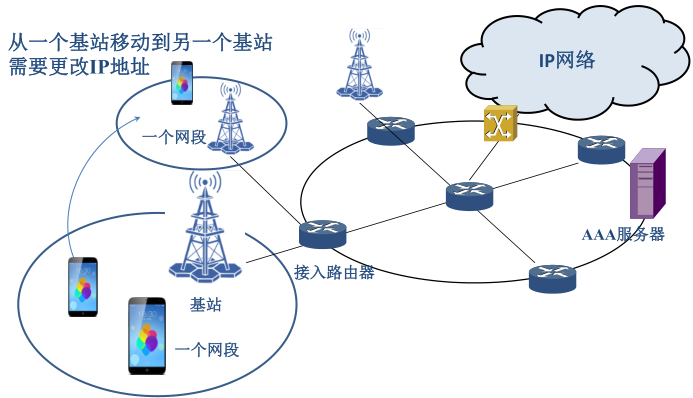 从一个基站移动到另一个基站
需要更改IP地址
IP网络
一个网段
AAA服务器
接入路由器
基站
一个网段